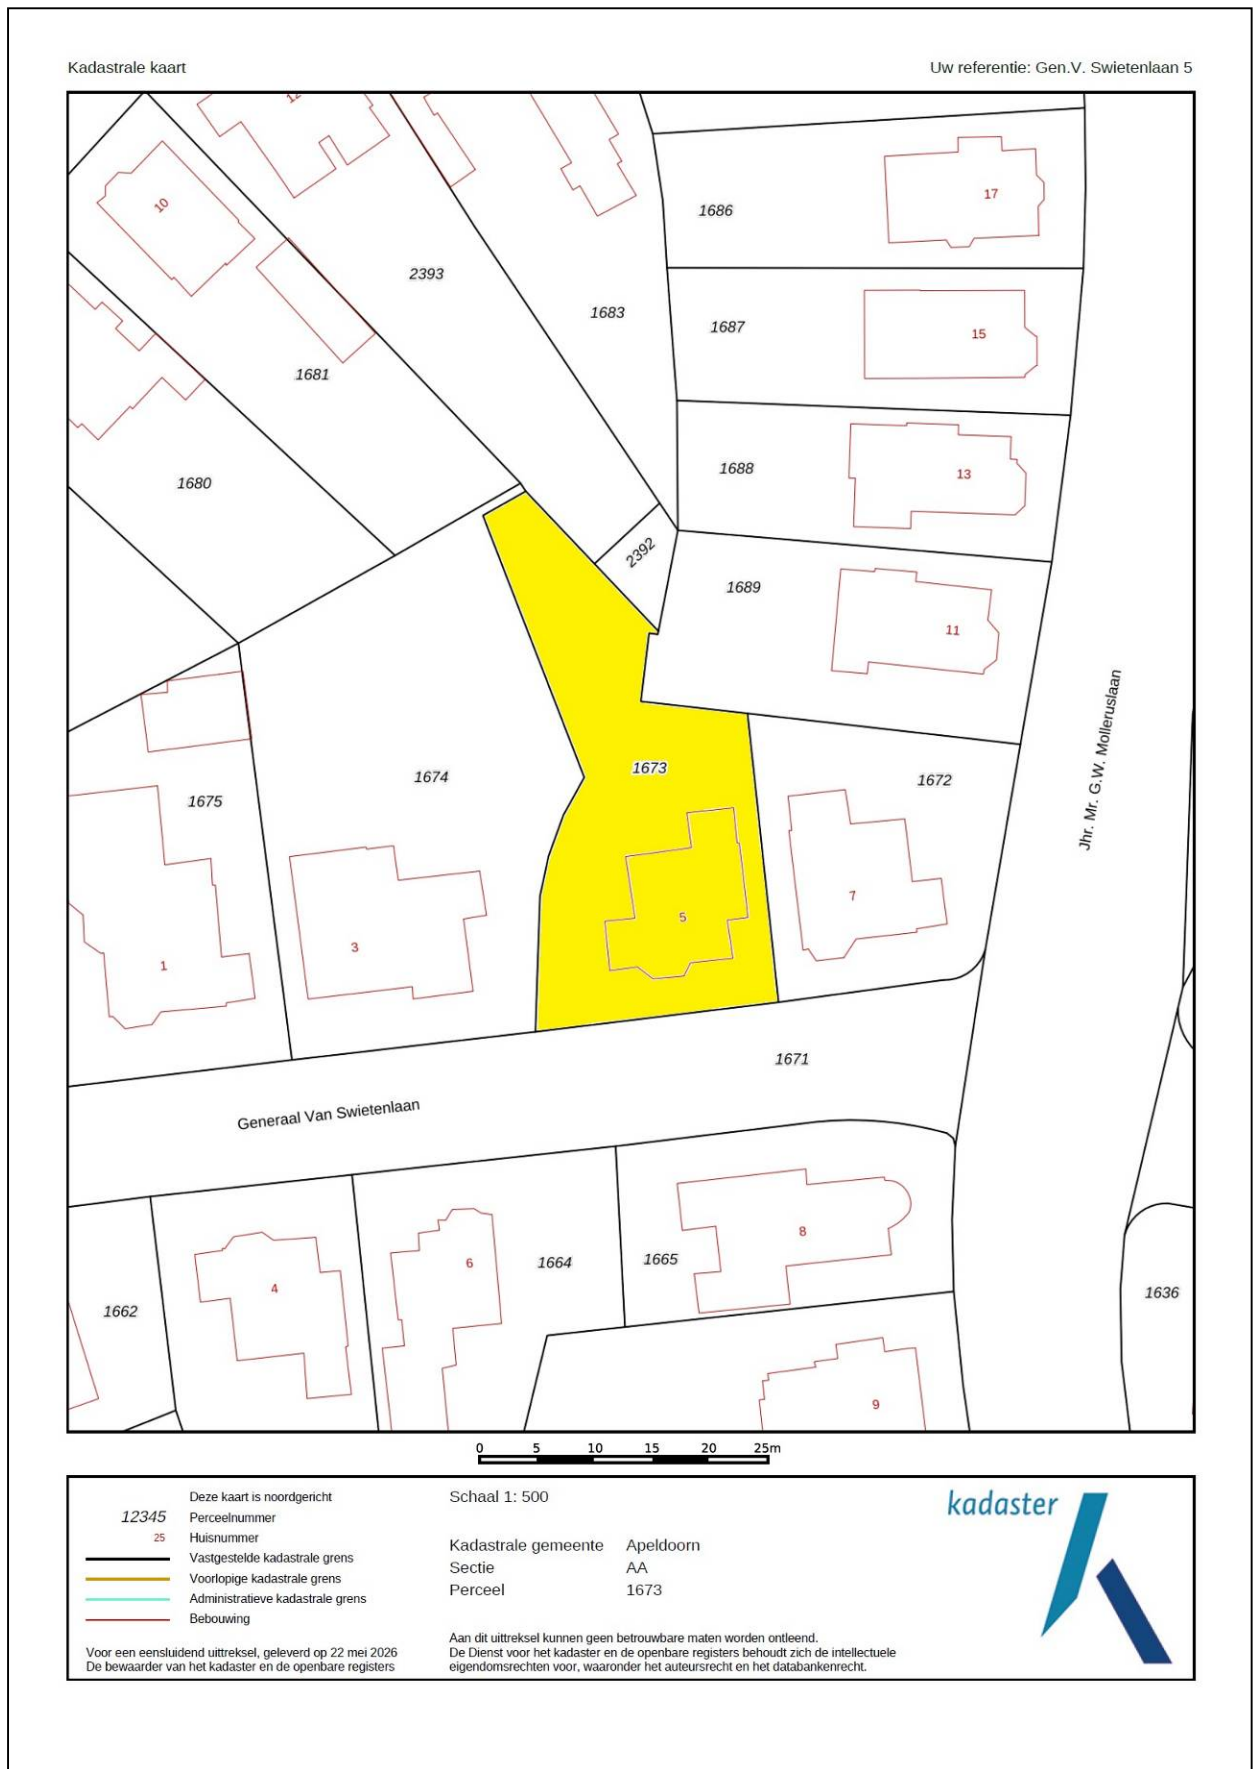 Kadastrale kaart
Uw referentie: Gen.V. Swietenlaan 5
12
10
17
1686
2393
1683
1687
15
1681
1688
13
1680
2392
1689
11
Jhr. Mr. G.W. Molleruslaan
1673
1674
1672
1675
7
5
3
1
1671
Generaal Van Swietenlaan
8
6
1664
1665
4
1662
1636
9
0 5 10 15 20 25m
Deze kaart is noordgericht
12345 Perceelnummer
25 Huisnummer
Vastgestelde kadastrale grens
Voorlopige kadastrale grens
Administratieve kadastrale grens
Bebouwing
Voor een eensluidend uittreksel, geleverd op 22 mei 2026
De bewaarder van het kadaster en de openbare registers
Schaal 1: 500
Kadastrale gemeente Apeldoorn
Sectie AA
Perceel 1673
Aan dit uittreksel kunnen geen betrouwbare maten worden ontleend.
De Dienst voor het kadaster en de openbare registers behoudt zich de intellectuele
eigendomsrechten voor, waaronder het auteursrecht en het databankenrecht.
kadaster